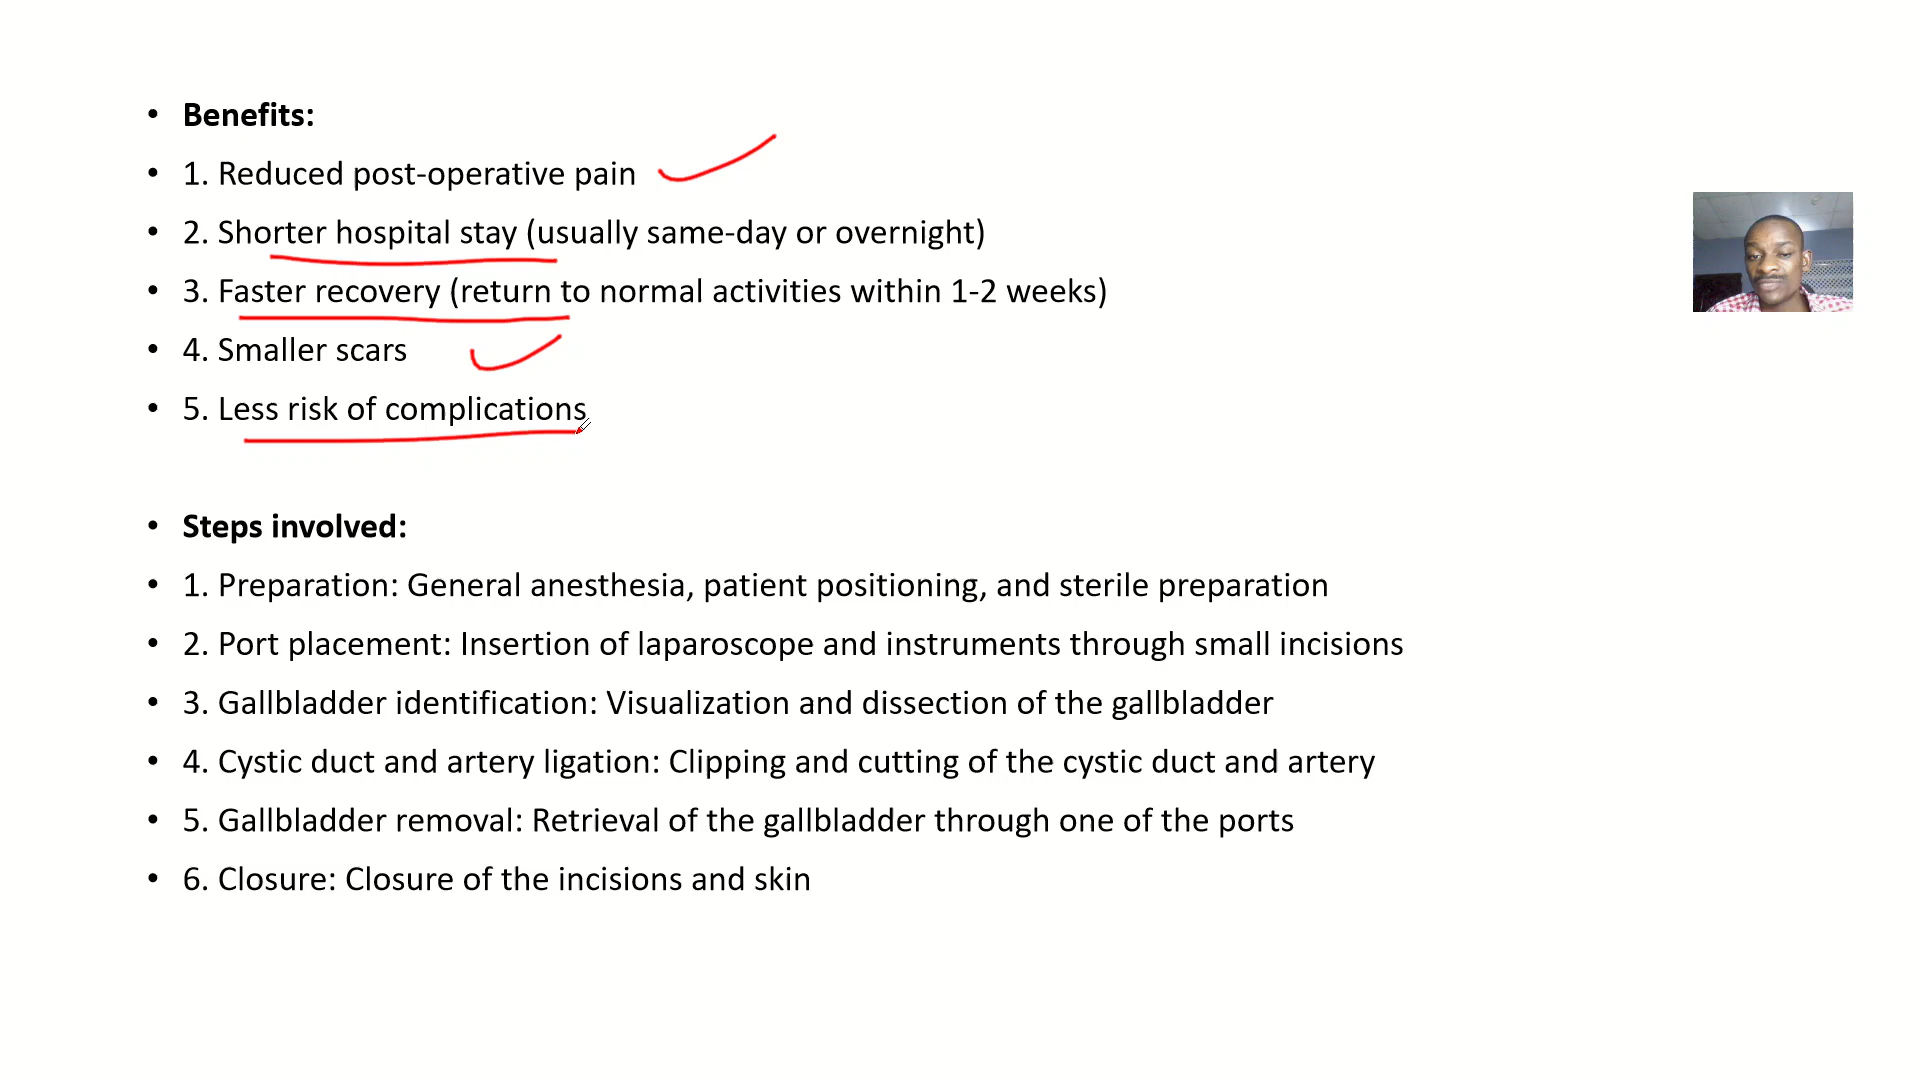 • Benefits:
• 1. Reduced post-operative pain
• 2. Shorter hospital stay (usually same-day or overnight)
• 3. Faster recovery (return to normal activities within 1-2 weeks)
• 4. Smaller scars
• 5. Less risk of complications
• Steps involved:
• 1. Preparation: General anesthesia, patient positioning, and sterile preparation
• 2. Port placement: Insertion of laparoscope and instruments through small incisions
• 3. Gallbladder identification: Visualization and dissection of the gallbladder
• 4. Cystic duct and artery ligation: Clipping and cutting of the cystic duct and artery
• 5. Gallbladder removal: Retrieval of the gallbladder through one of the ports
• 6. Closure: Closure of the incisions and skin